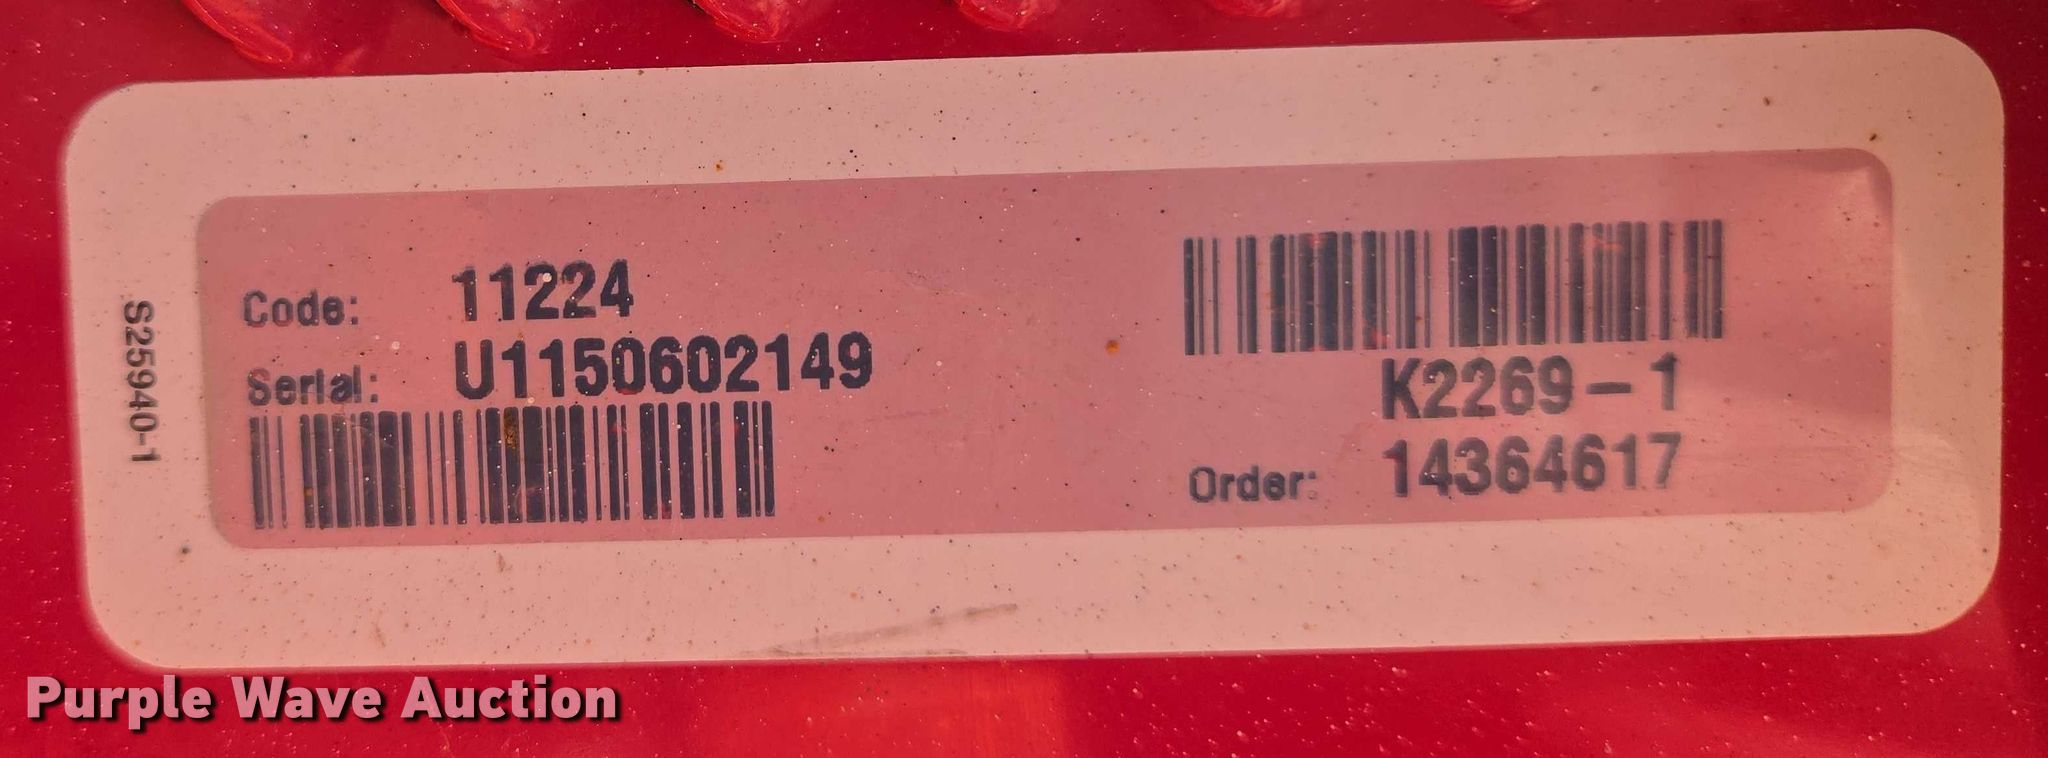 S25940-1
Code: 11224
Serial: U1150602149
K2269-1
Order: 14364617
Purple Wave Auction